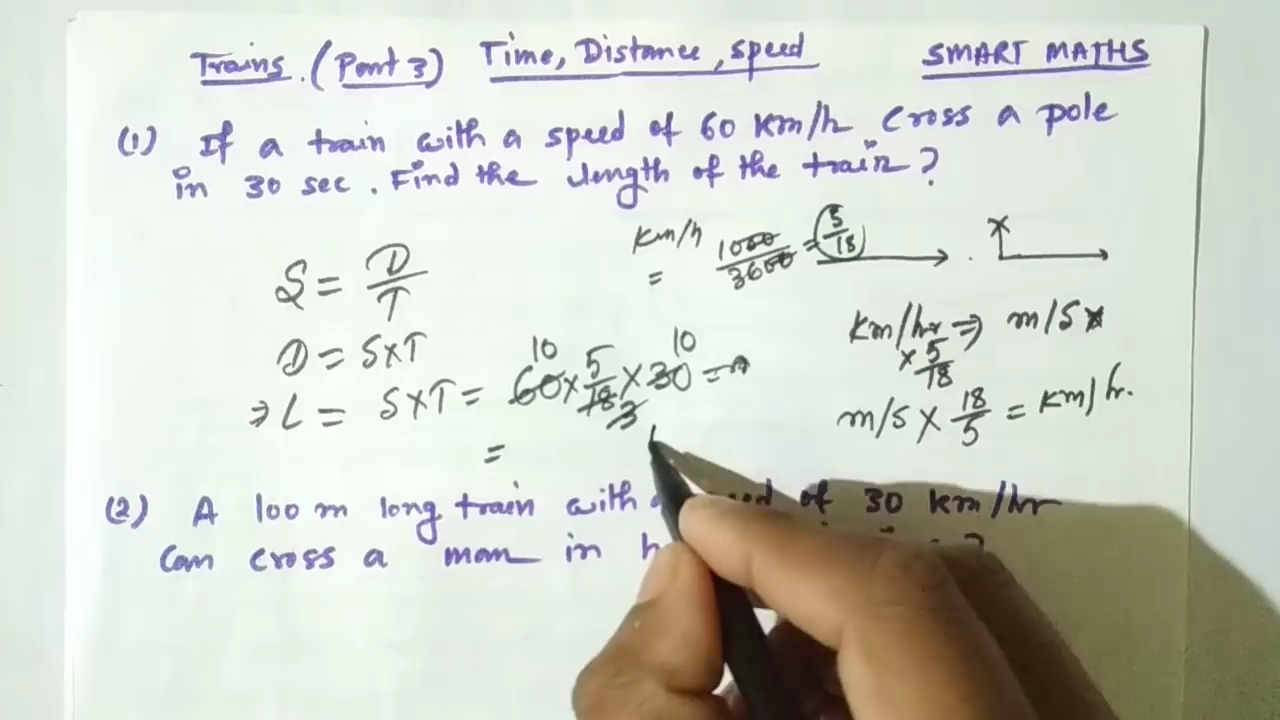 Trains. (Part 3) Time, Distance, speed SMART MATHS
(1) If a train with a speed of 60 Km/h cross a pole
in 30 sec. Find the length of the train?
Km/h 1000/3600 = 5/18
=
S = D/T
D = S×T
⇒ L = S×T = 60 × 5/18 × 30 =
10 10
3
=
Km/hr ⇒ m/s
× 5/18
m/s × 18/5 = Km/hr.
(2) A 100 m long train with of 30 Km/hr
Can cross a man in